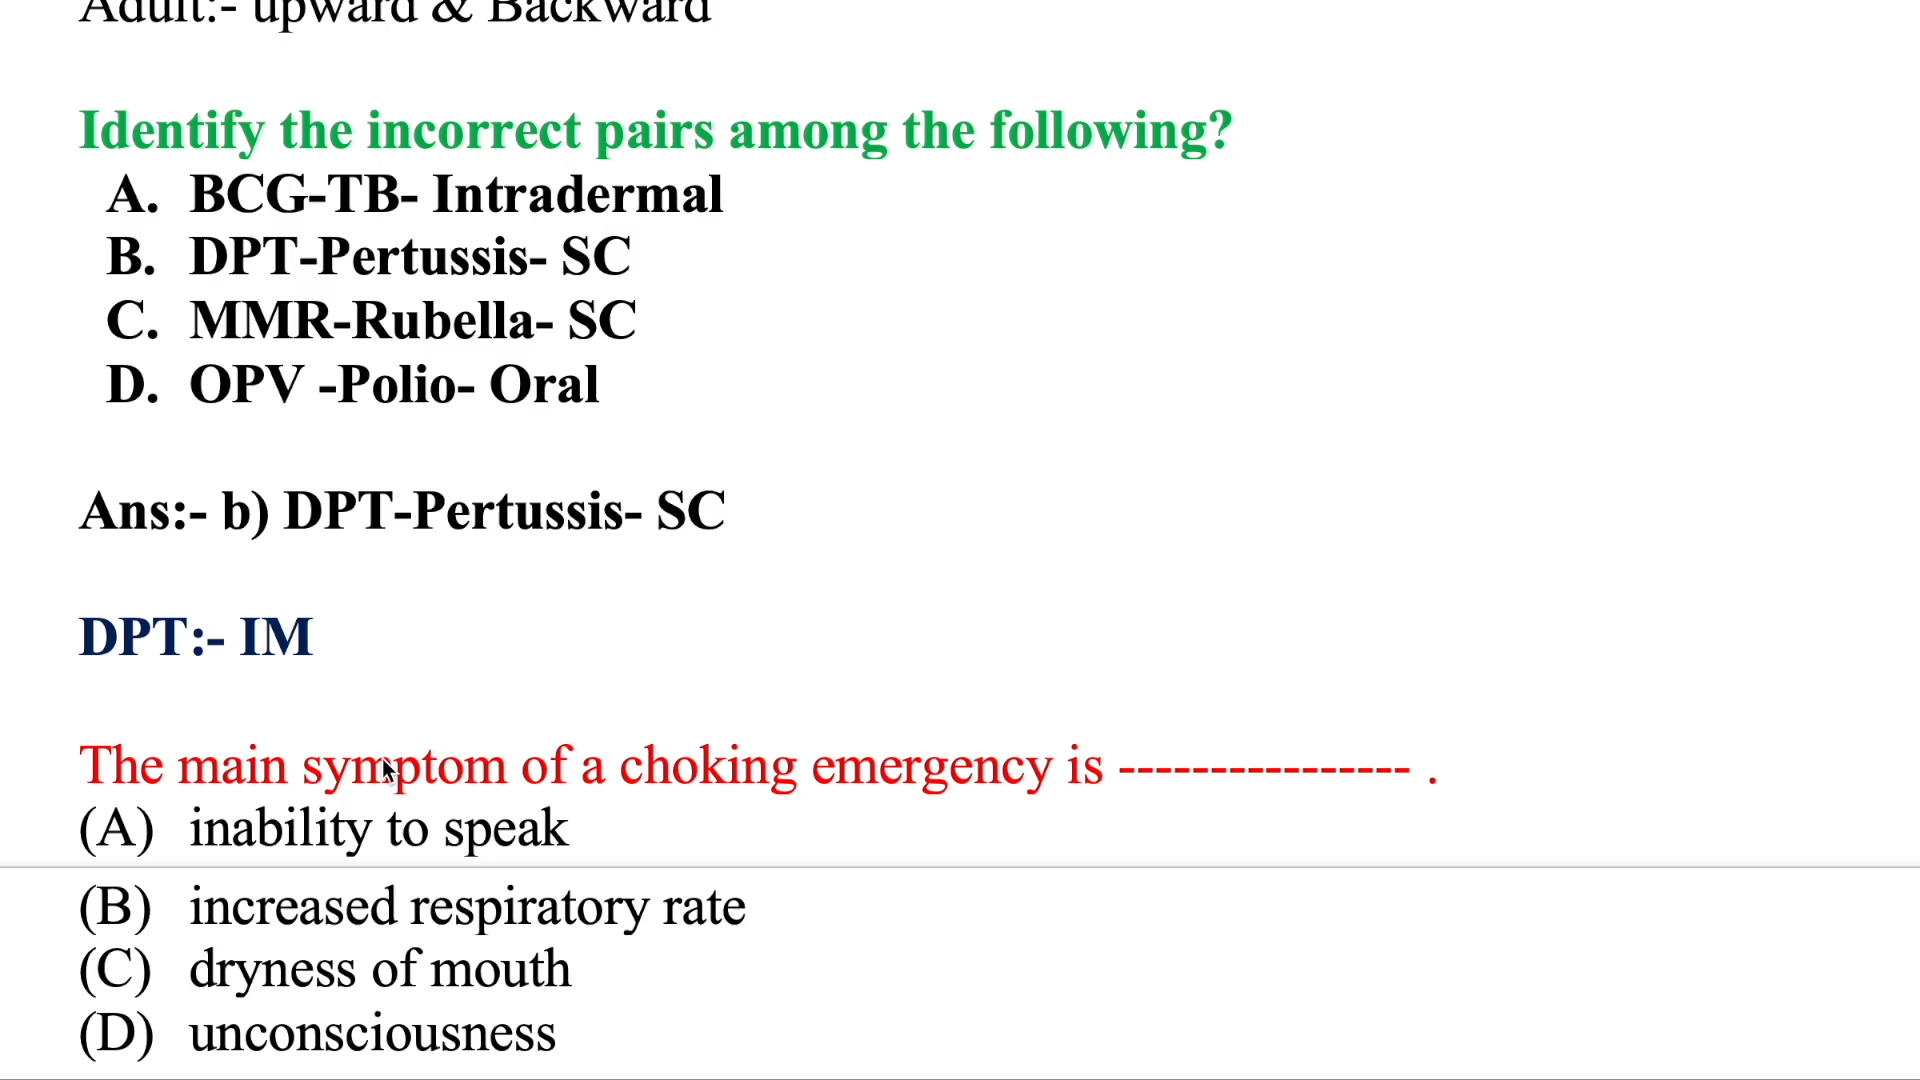 Adult:- upward & Backward
Identify the incorrect pairs among the following?
A. BCG-TB- Intradermal
B. DPT-Pertussis- SC
C. MMR-Rubella- SC
D. OPV -Polio- Oral
Ans:- b) DPT-Pertussis- SC
DPT:- IM
The main symptom of a choking emergency is ---------------- .
(A) inability to speak
(B) increased respiratory rate
(C) dryness of mouth
(D) unconsciousness